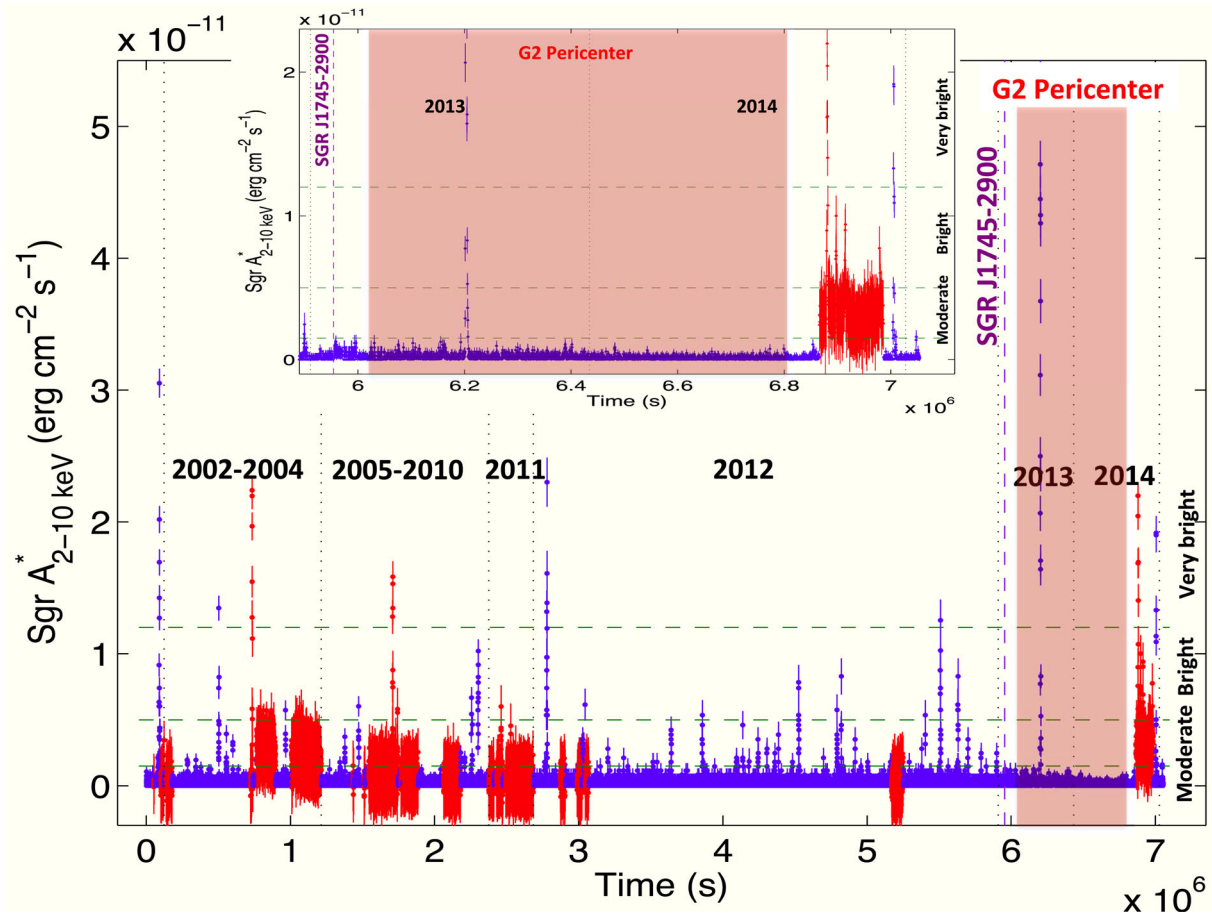 x 10⁻¹¹
x 10⁻¹¹
G2 Pericenter
SGR J1745-2900
2013
2014
Sgr A*₂₋₁₀ keV (erg cm⁻² s⁻¹)
2
1
0
Very bright
Bright
Moderate
6
6.2
6.4
6.6
6.8
7
Time (s)
x 10⁶
G2 Pericenter
SGR J1745-2900
5
4
3
2
1
0
Sgr A*₂₋₁₀ keV (erg cm⁻² s⁻¹)
2002-2004
2005-2010
2011
2012
2013
2014
Very bright
Bright
Moderate
0
1
2
3
4
5
6
7
Time (s)
x 10⁶